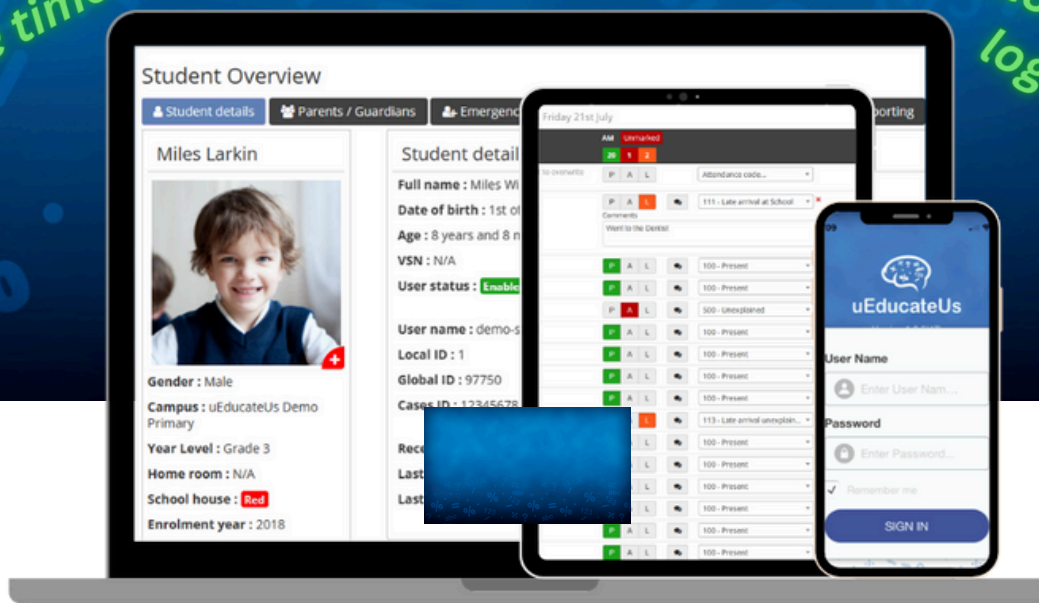 time
log
Student Overview
Student details
Parents / Guardians
Emergenc
porting
Miles Larkin
Gender : Male
Campus : uEducateUs Demo
Primary
Year Level : Grade 3
Home room : N/A
School house : Red
Enrolment year : 2018
Student detail
Full name : Miles Wi
Date of birth : 1st of
Age : 8 years and 8 n
VSN : N/A
User status : Enable
User name : demo-s
Local ID : 1
Global ID : 97750
Cases ID : 12345678
Rece
Last
Last
Friday 21st July
AM Unmarked
20 1 2
to overwrite P A L Attendance code...
P A L 111 - Late arrival at School
Comments
Went to the Dentist
P A L 100 - Present
P A L 100 - Present
P A L 500 - Unexplained
P A L 100 - Present
P A L 100 - Present
P A L 100 - Present
P A L 100 - Present
L 113 - Late arrival unexplain...
L 100 - Present
L 100 - Present
L 100 - Present
L 100 - Present
P A L 100 - Present
P A L 100 - Present
09
uEducateUs
User Name
Enter User Nam....
Password
Enter Password...
Remember me
SIGN IN